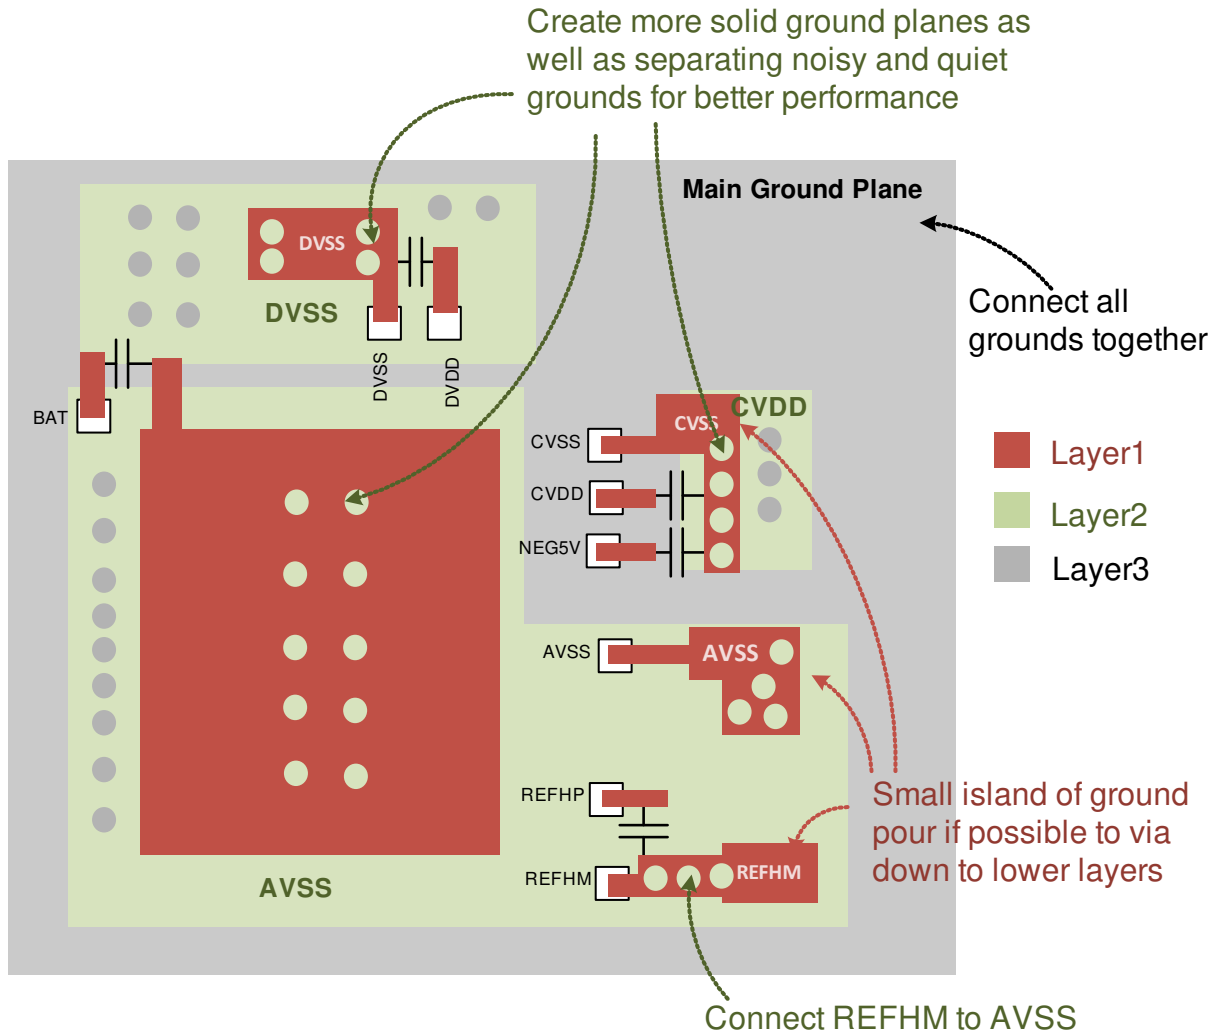 Create more solid ground planes as
well as separating noisy and quiet
grounds for better performance
Main Ground Plane
DVSS
DVSS
DVSS
DVDD
Connect all
grounds together
BAT
CVDD
CVSS
CVSS
CVDD
NEG5V
Layer1
Layer2
Layer3
AVSS
AVSS
REFHP
Small island of ground
pour if possible to via
down to lower layers
REFHM
REFHM
AVSS
Connect REFHM to AVSS